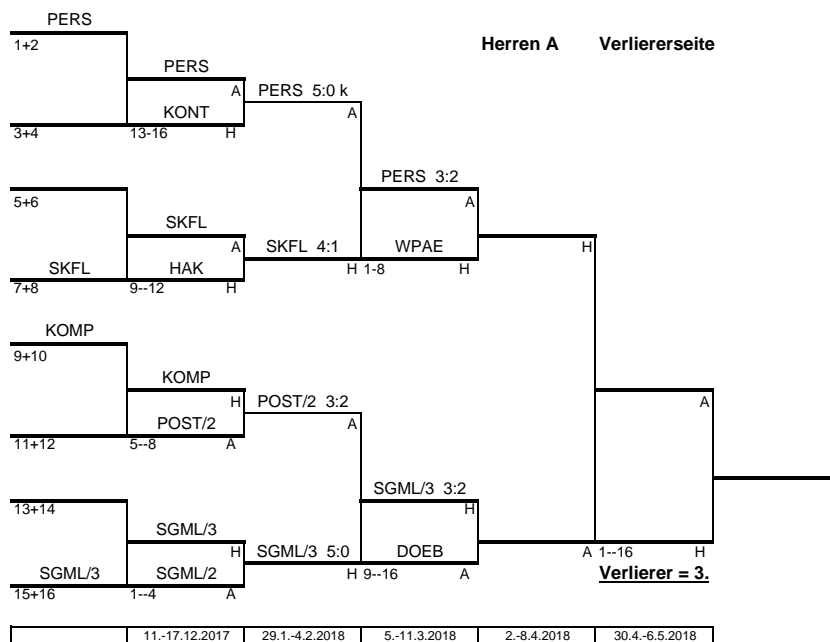 PERS
1+2
Herren A Verliererseite
PERS
A
PERS 5:0 k
KONT
A
3+4
13-16
H
5+6
PERS 3:2
A
SKFL
A
SKFL 4:1
WPAE
H
SKFL
HAK
H
1-8
H
7+8
9--12
H
KOMP
9+10
KOMP
H
POST/2 3:2
A
POST/2
A
11+12
5--8
A
SGML/3 3:2
13+14
H
SGML/3
H
SGML/3 5:0
DOEB
A
1--16
H
SGML/3
SGML/2
H
9--16
A
Verlierer = 3.
15+16
1--4
A
11.-17.12.2017
29.1.-4.2.2018
5.-11.3.2018
2.-8.4.2018
30.4.-6.5.2018